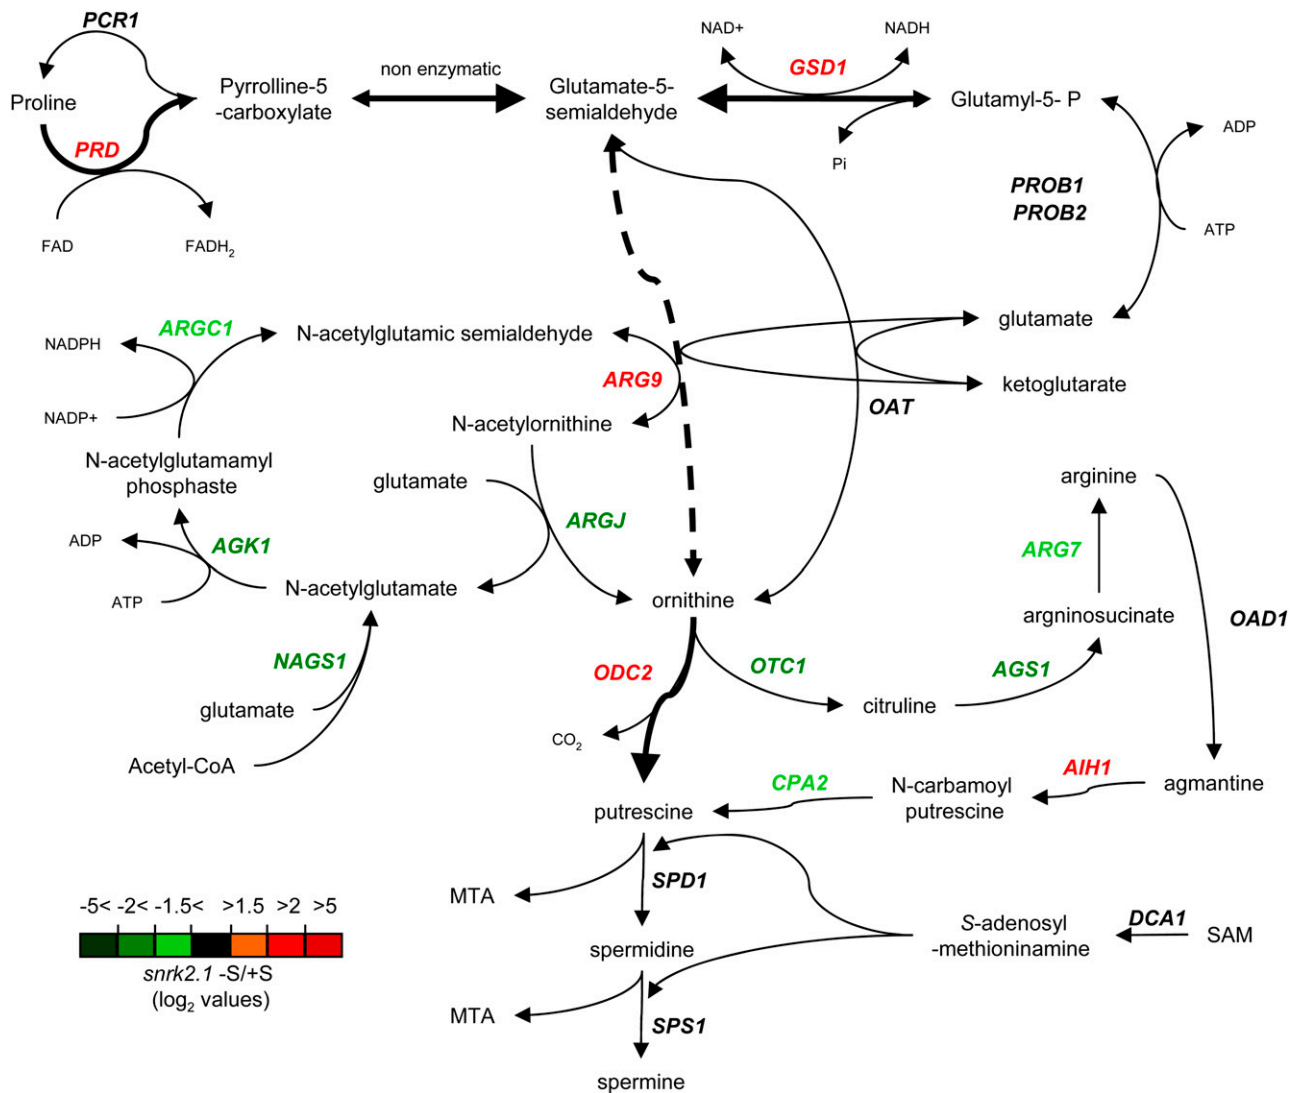 PCR1
NAD+
NADH
non enzymatic
GSD1
Proline
Pyrrolline-5
-carboxylate
Glutamate-5-
semialdehyde
Glutamyl-5- P
PRD
Pi
ADP
PROB1
PROB2
FAD
FADH2
ATP
ARGC1
N-acetylglutamic semialdehyde
glutamate
NADPH
ARG9
ketoglutarate
NADP+
OAT
N-acetylornithine
N-acetylglutamamyl
phosphaste
glutamate
arginine
ADP
AGK1
ARGJ
ARG7
ATP
N-acetylglutamate
ornithine
argninosucinate
OAD1
NAGS1
ODC2
OTC1
AGS1
glutamate
citruline
CO2
Acetyl-CoA
CPA2
N-carbamoyl
putrescine
AIH1
agmantine
putrescine
MTA
SPD1
-5< -2< -1.5< >1.5 >2 >5
snrk2.1 -S/+S
(log2 values)
spermidine
S-adenosyl
-methioninamine
DCA1
SAM
MTA
SPS1
spermine